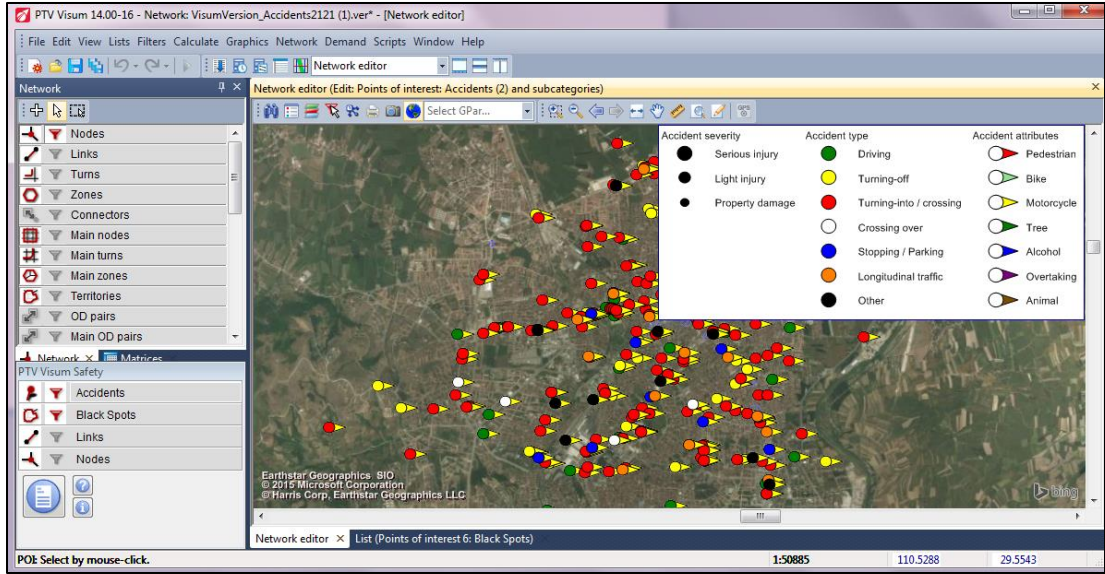 PTV Visum 14.00-16 - Network: VisumVersion_Accidents2121 (1).ver* - [Network editor]
File Edit View Lists Filters Calculate Graphics Network Demand Scripts Window Help
Network editor
Network
Network editor (Edit: Points of interest: Accidents (2) and subcategories)
Select GPar...
Nodes
Links
Turns
Zones
Connectors
Main nodes
Main turns
Main zones
Territories
OD pairs
Main OD pairs
Network Matrices
PTV Visum Safety
Accidents
Black Spots
Links
Nodes
Accident severity
Serious injury
Light injury
Property damage
Accident type
Driving
Turning-off
Turning-into / crossing
Crossing over
Stopping / Parking
Longitudinal traffic
Other
Accident attributes
Pedestrian
Bike
Motorcycle
Tree
Alcohol
Overtaking
Animal
Earthstar Geographics SIO
© 2015 Microsoft Corporation
© Harris Corp, Earthstar Geographics LLC
bing
Network editor List (Points of interest 6: Black Spots)
POI: Select by mouse-click. 1:50885 110.5288 29.5543